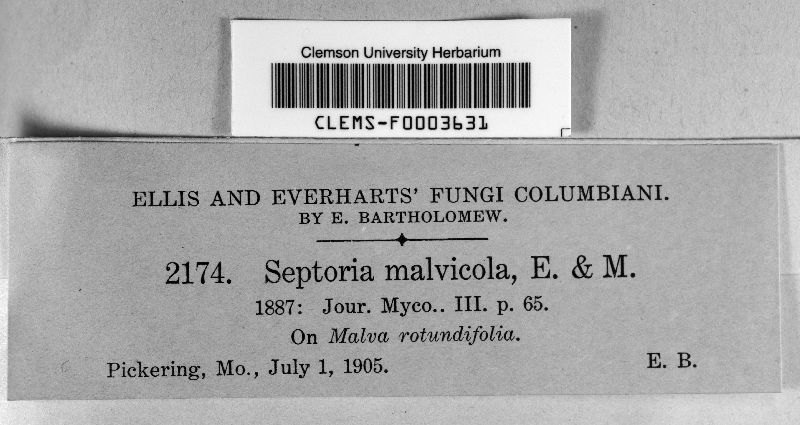 Clemson University Herbarium
CLEMS-F0003631
ELLIS AND EVERHARTS' FUNGI COLUMBIANI.
BY E. BARTHOLOMEW.
2174. Septoria malvicola, E. & M.
1887: Jour. Myco.. III. p. 65.
On Malva rotundifolia.
Pickering, Mo., July 1, 1905. E. B.